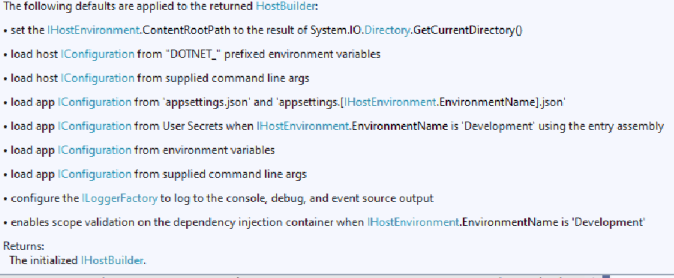 The following defaults are applied to the returned HostBuilder:
• set the IHostEnvironment.ContentRootPath to the result of System.IO.Directory.GetCurrentDirectory()
• load host IConfiguration from "DOTNET_" prefixed environment variables
• load host IConfiguration from supplied command line args
• load app IConfiguration from 'appsettings.json' and 'appsettings.[IHostEnvironment.EnvironmentName].json'
• load app IConfiguration from User Secrets when IHostEnvironment.EnvironmentName is 'Development' using the entry assembly
• load app IConfiguration from environment variables
• load app IConfiguration from supplied command line args
• configure the ILoggerFactory to log to the console, debug, and event source output
• enables scope validation on the dependency injection container when IHostEnvironment.EnvironmentName is 'Development'
Returns:
The initialized IHostBuilder.